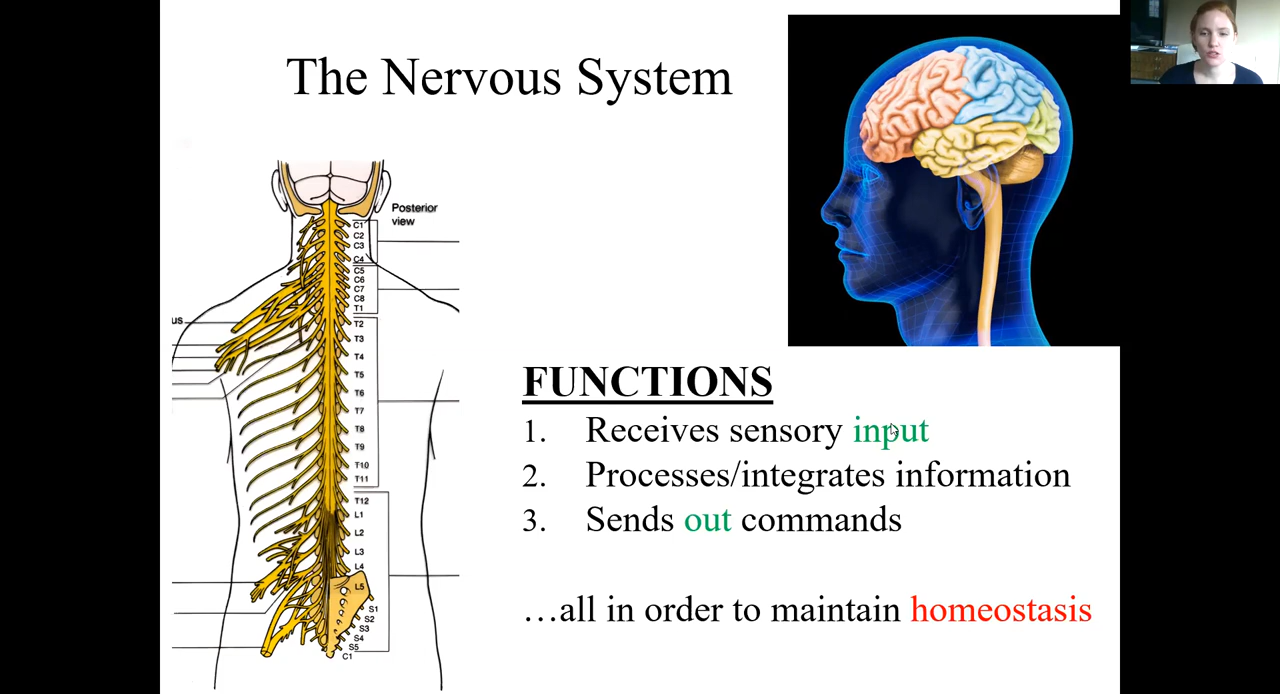 The Nervous System
Posterior
view
C1
C2
C3
C4
C5
C6
C7
C8
T1
us
T2
T3
T4
T5
T6
T7
T8
T9
T10
T11
T12
L1
L2
L3
L4
L5
S1
S2
S3
S4
S5
C1
FUNCTIONS
1. Receives sensory input
2. Processes/integrates information
3. Sends out commands
…all in order to maintain homeostasis